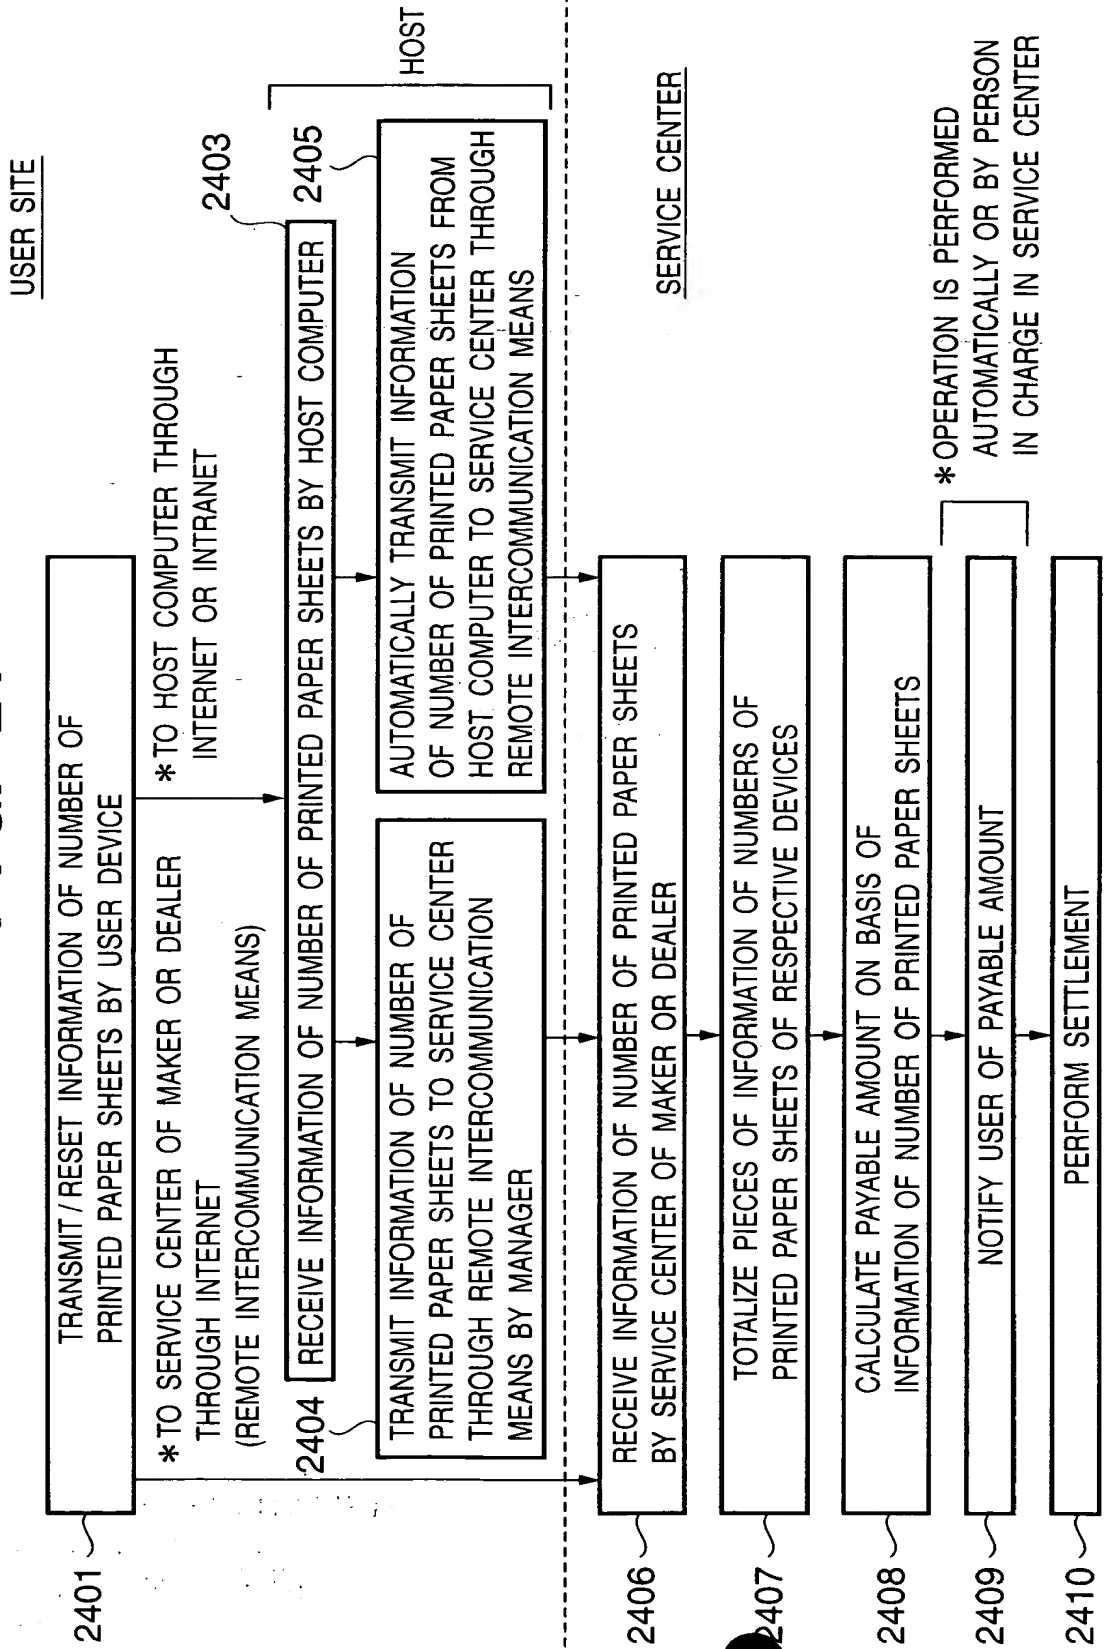 USER SITE
2401
TRANSMIT/RESET INFORMATION OF NUMBER OF
PRINTED PAPER SHEETS BY USER DEVICE
*TO SERVICE CENTER OF MAKER OR DEALER
THROUGH INTERNET
(REMOTE INTERCOMMUNICATION MEANS)
*TO HOST COMPUTER THROUGH
INTERNET OR INTRANET
2403
RECEIVE INFORMATION OF NUMBER OF PRINTED PAPER SHEETS BY HOST COMPUTER
2404
TRANSMIT INFORMATION OF NUMBER OF
PRINTED PAPER SHEETS TO SERVICE CENTER
THROUGH REMOTE INTERCOMMUNICATION
MEANS BY MANAGER
2405
AUTOMATICALLY TRANSMIT INFORMATION
OF NUMBER OF PRINTED PAPER SHEETS FROM
HOST COMPUTER TO SERVICE CENTER THROUGH
REMOTE INTERCOMMUNICATION MEANS
HOST
SERVICE CENTER
2406
RECEIVE INFORMATION OF NUMBER OF PRINTED PAPER SHEETS
BY SERVICE CENTER OF MAKER OR DEALER
2407
TOTALIZE PIECES OF INFORMATION OF NUMBERS OF
PRINTED PAPER SHEETS OF RESPECTIVE DEVICES
2408
CALCULATE PAYABLE AMOUNT ON BASIS OF
INFORMATION OF NUMBER OF PRINTED PAPER SHEETS
2409
NOTIFY USER OF PAYABLE AMOUNT
*OPERATION IS PERFORMED
AUTOMATICALLY OR BY PERSON
IN CHARGE IN SERVICE CENTER
2410
PERFORM SETTLEMENT